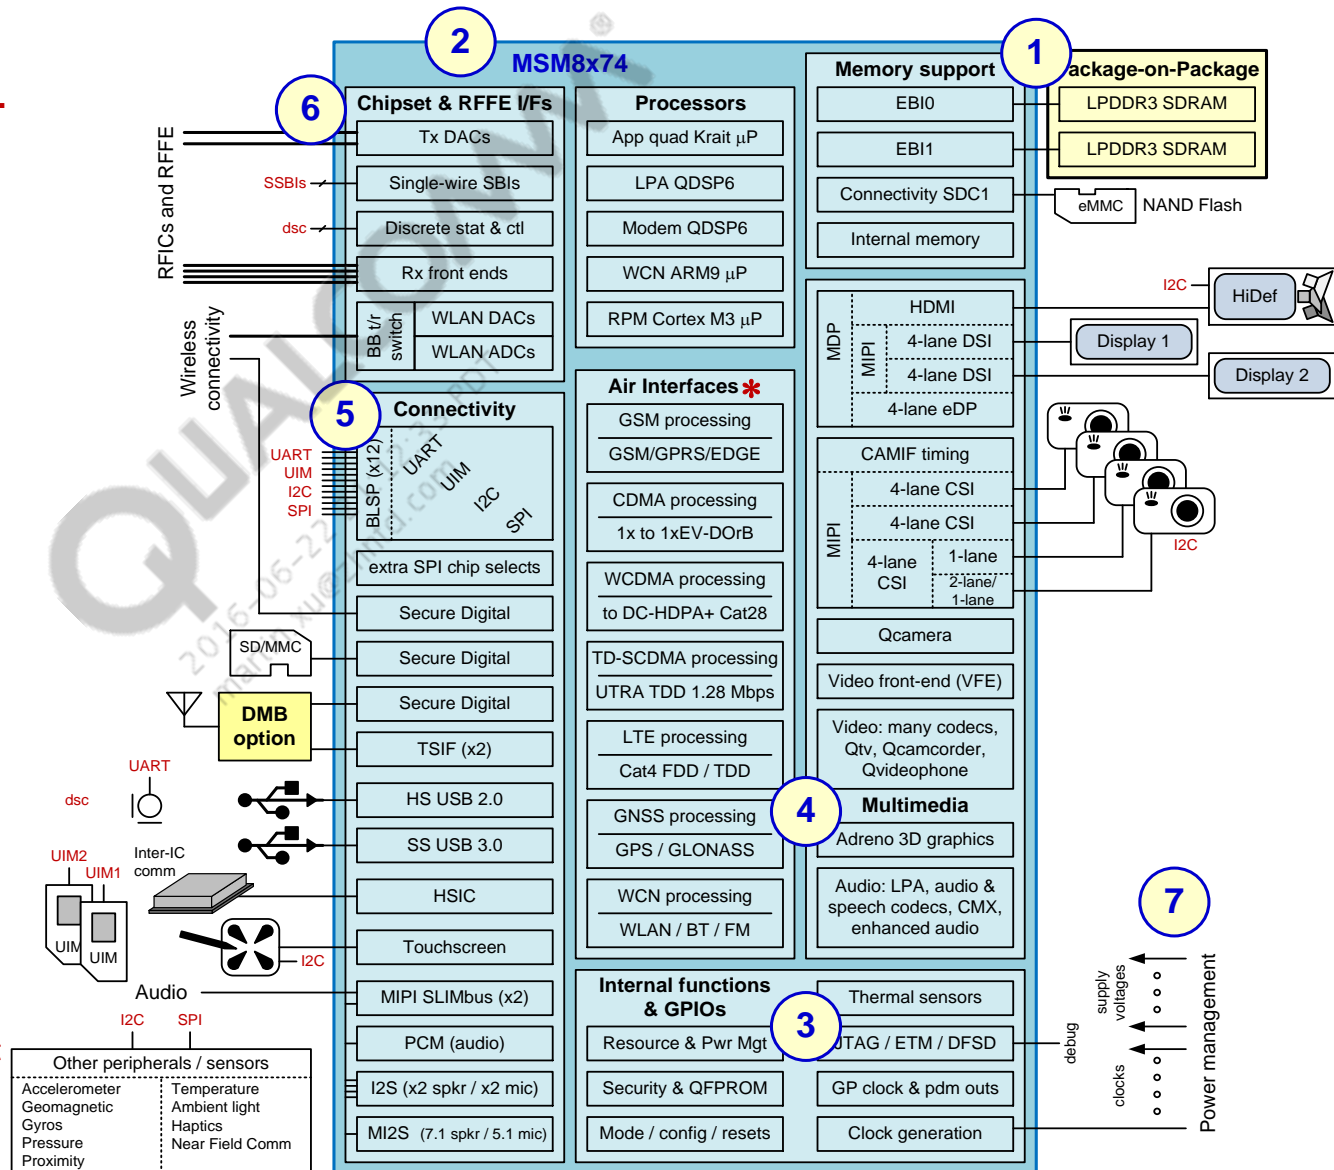 2
MSM8x74
1
Memory support
Package-on-Package
EBI0
LPDDR3 SDRAM
EBI1
LPDDR3 SDRAM
Connectivity SDC1
eMMC
NAND Flash
Internal memory
6
Chipset & RFFE I/Fs
Tx DACs
SSBIs
Single-wire SBIs
dsc
Discrete stat & ctl
Rx front ends
RFICs and RFFE
BB t/r
switch
WLAN DACs
WLAN ADCs
Wireless
connectivity
Processors
App quad Krait μP
LPA QDSP6
Modem QDSP6
WCN ARM9 μP
RPM Cortex M3 μP
MDP
HDMI
MIPI
4-lane DSI
4-lane DSI
4-lane eDP
I2C
HiDef
Display 1
Display 2
CAMIF timing
MIPI
4-lane CSI
4-lane CSI
4-lane
CSI
1-lane
2-lane/
1-lane
I2C
Qcamera
Video front-end (VFE)
Video: many codecs,
Qtv, Qcamcorder,
Qvideophone
4
Multimedia
Adreno 3D graphics
Audio: LPA, audio &
speech codecs, CMX,
enhanced audio
Air Interfaces *
GSM processing
GSM/GPRS/EDGE
CDMA processing
1x to 1xEV-DOrB
WCDMA processing
to DC-HDPA+ Cat28
TD-SCDMA processing
UTRA TDD 1.28 Mbps
LTE processing
Cat4 FDD / TDD
GNSS processing
GPS / GLONASS
WCN processing
WLAN / BT / FM
5
Connectivity
UART
UIM
I2C
SPI
BLSP (x12)
UART
UIM
I2C
SPI
extra SPI chip selects
Secure Digital
SD/MMC
Secure Digital
DMB
option
Secure Digital
TSIF (x2)
UART
dsc
HS USB 2.0
SS USB 3.0
UIM2
UIM1
UIM
UIM
Inter-IC
comm
HSIC
Touchscreen
I2C
Audio
MIPI SLIMbus (x2)
PCM (audio)
I2S (x2 spkr / x2 mic)
MI2S (7.1 spkr / 5.1 mic)
I2C
SPI
Other peripherals / sensors
Accelerometer
Geomagnetic
Gyros
Pressure
Proximity
Temperature
Ambient light
Haptics
Near Field Comm
Internal functions
& GPIOs
3
Thermal sensors
Resource & Pwr Mgt
JTAG / ETM / DFSD
debug
Security & QFPROM
GP clock & pdm outs
Mode / config / resets
Clock generation
7
supply
voltages
clocks
Power management
QUALCOMM®